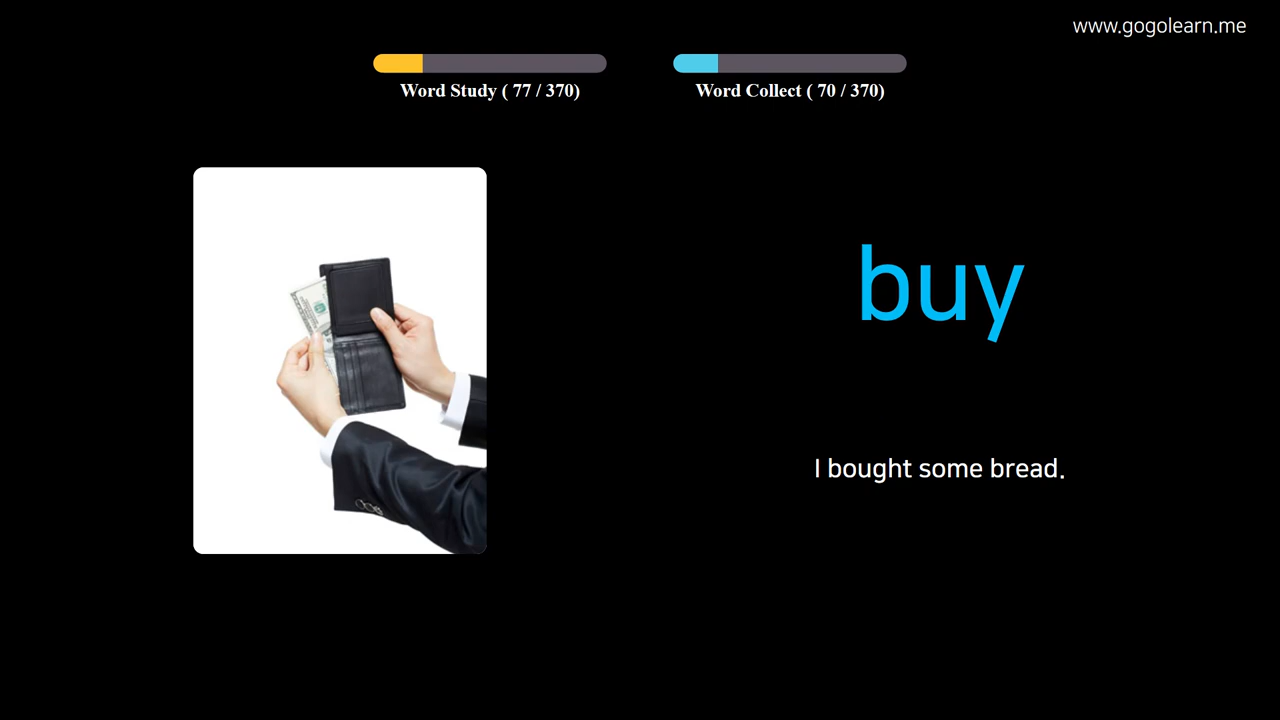 www.gogolearn.me
Word Study ( 77 / 370)
Word Collect ( 70 / 370)
buy
I bought some bread.